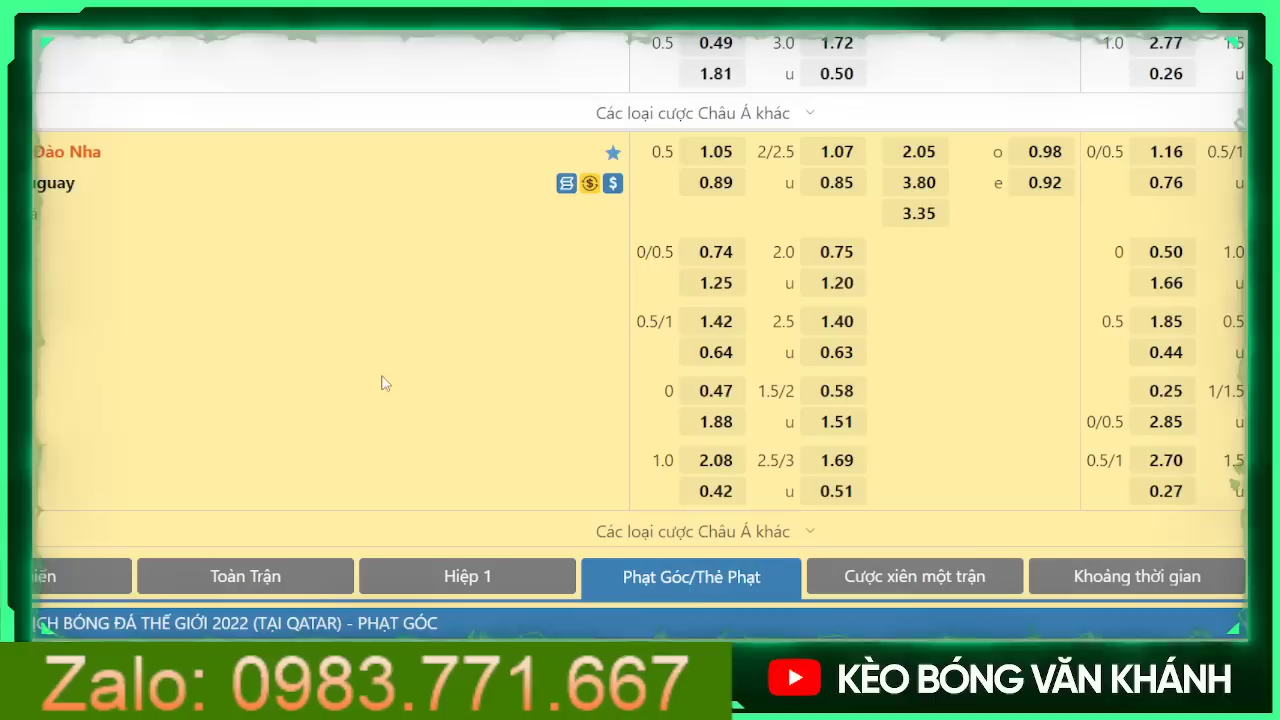 0.5 0.49 3.0 1.72 1.0 2.77 1.5
1.81 u 0.50 0.26 u
Các loại cược Châu Á khác
Đào Nha 0.5 1.05 2/2.5 1.07 2.05 o 0.98 0/0.5 1.16 0.5/1
uguay $ 0.89 u 0.85 3.80 e 0.92 0.76 u
3.35
0/0.5 0.74 2.0 0.75 0 0.50 1.0
1.25 u 1.20 1.66 u
0.5/1 1.42 2.5 1.40 0.5 1.85 0.5
0.64 u 0.63 0.44 u
0 0.47 1.5/2 0.58 0.25 1/1.5
1.88 u 1.51 0/0.5 2.85 u
1.0 2.08 2.5/3 1.69 0.5/1 2.70 1.5
0.42 u 0.51 0.27 u
Các loại cược Châu Á khác
iến Toàn Trận Hiệp 1 Phạt Góc/Thẻ Phạt Cược xiên một trận Khoảng thời gian
ỊCH BÓNG ĐÁ THẾ GIỚI 2022 (TẠI QATAR) - PHẠT GÓC
Zalo: 0983.771.667 KÈO BÓNG VĂN KHÁNH